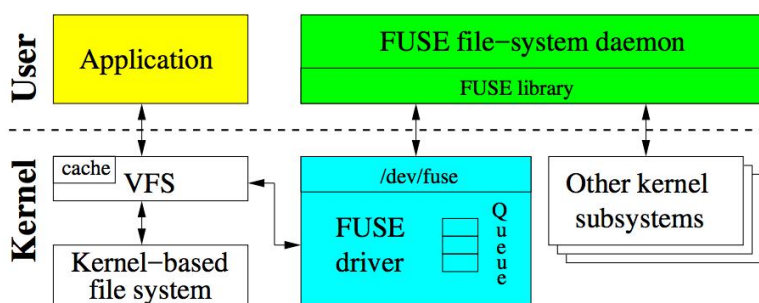 User
Application
FUSE file−system daemon
FUSE library
Kernel
cache
VFS
Kernel−based
file system
/dev/fuse
FUSE
driver
Queue
Other kernel
subsystems